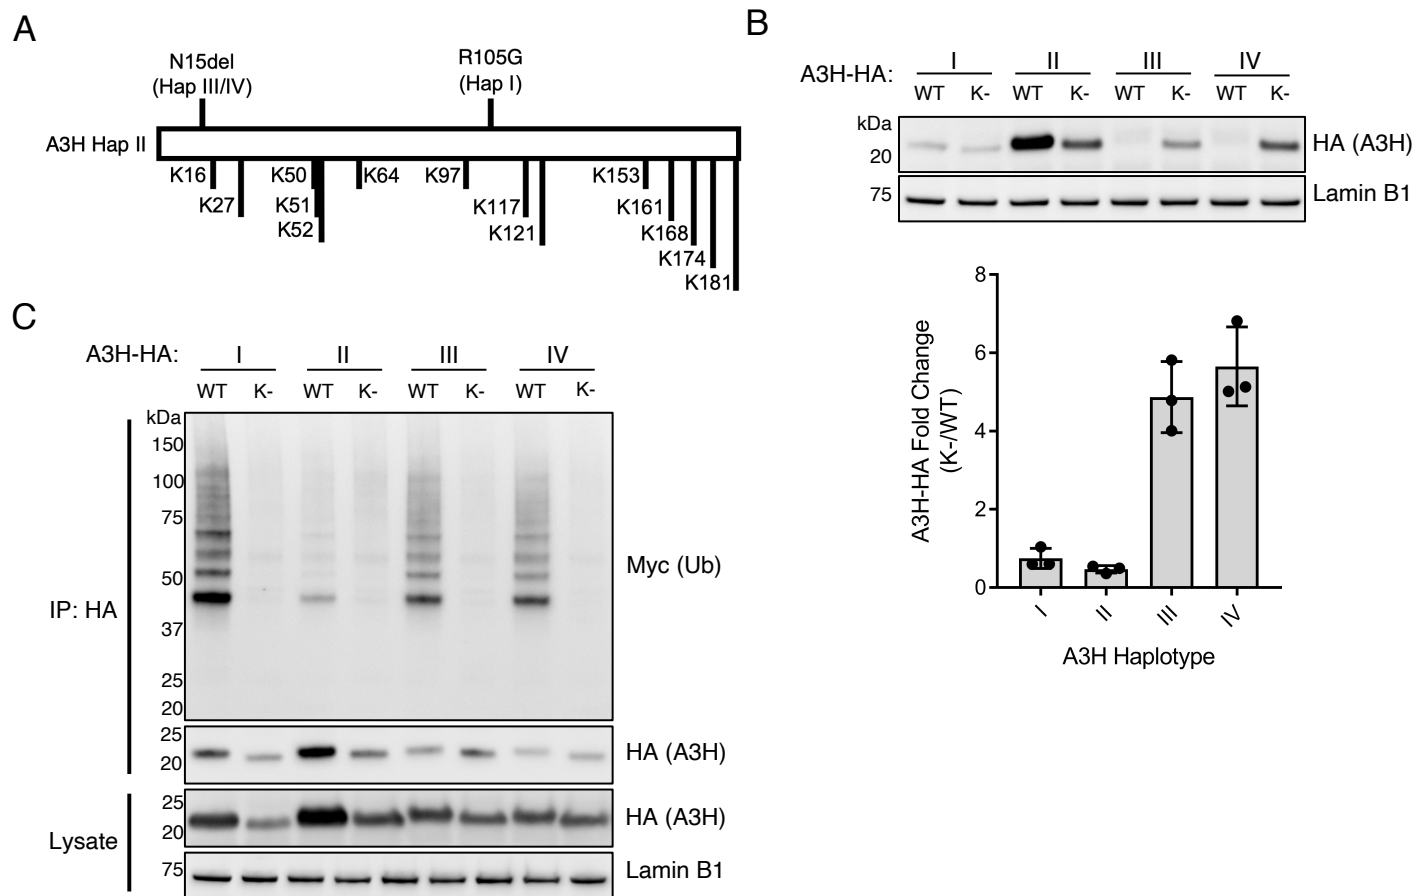 A
N15del
(Hap III/IV)
R105G
(Hap I)
A3H Hap II
K16
K27
K50
K51
K52
K64
K97
K117
K121
K153
K161
K168
K174
K181
B
A3H-HA:
I II III IV
WT K- WT K- WT K- WT K-
kDa
20
HA (A3H)
75
Lamin B1
8
6
4
2
0
A3H-HA Fold Change
(K-/WT)
I II III IV
A3H Haplotype
C
A3H-HA:
I II III IV
WT K- WT K- WT K- WT K-
kDa
150
100
75
50
37
25
20
Myc (Ub)
IP: HA
25
20
HA (A3H)
Lysate
25
20
HA (A3H)
75
Lamin B1